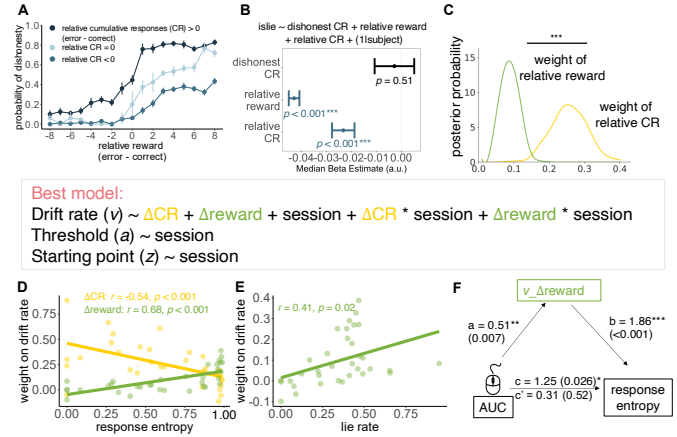 A
relative cumulative responses (CR) > 0
(error - correct)
relative CR = 0
relative CR < 0
probability of dishonesty
1.0
0.8
0.6
0.4
0.2
0.0
-8 -6 -4 -2 0 2 4 6 8
relative reward
(error - correct)
B
islie ~ dishonest CR + relative reward
+ relative CR + (1|subject)
dishonest
CR
relative
reward
relative
CR
p = 0.51
p < 0.001 ***
p < 0.001 ***
-0.04 -0.03 -0.02 -0.01 0.00
Median Beta Estimate (a.u.)
C
***
weight of
relative reward
weight of
relative CR
posterior probability
15
10
5
0
0.0 0.1 0.2 0.3 0.4
Best model:
Drift rate (v) ~ ΔCR + Δreward + session + ΔCR * session + Δreward * session
Threshold (a) ~ session
Starting point (z) ~ session
D
ΔCR: r = -0.54, p < 0.001
Δreward: r = 0.68, p < 0.001
weight on drift rate
0.75
0.50
0.25
0.00
0.00 0.25 0.50 0.75 1.00
response entropy
E
r = 0.41, p = 0.02
weight on drift rate
0.4
0.3
0.2
0.1
0.0
-0.1
0.00 0.25 0.50 0.75
lie rate
F
v_Δreward
a = 0.51**
(0.007)
b = 1.86***
(<0.001)
AUC
c = 1.25 (0.026)*
c' = 0.31 (0.52)
response
entropy